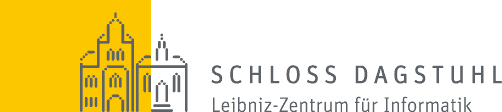 SCHLOSS DAGSTUHL
Leibniz-Zentrum für Informatik